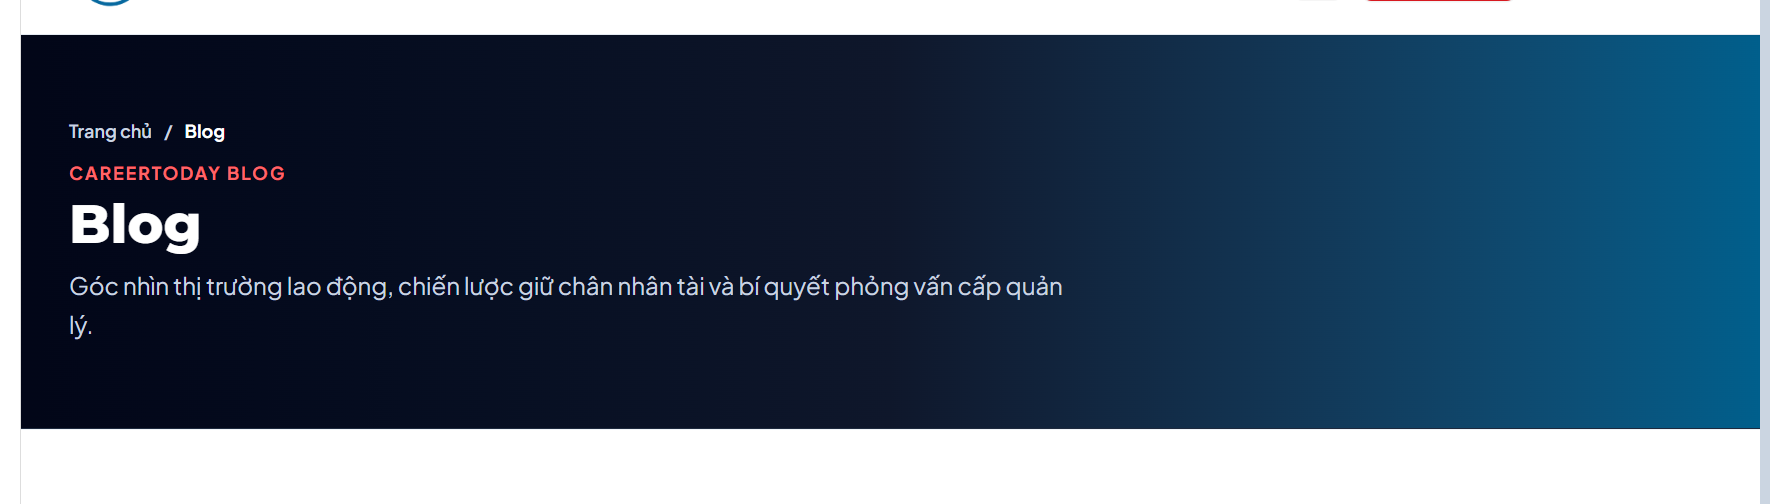 Trang chủ / Blog
CAREERTODAY BLOG
Blog
Góc nhìn thị trường lao động, chiến lược giữ chân nhân tài và bí quyết phỏng vấn cấp quản
lý.